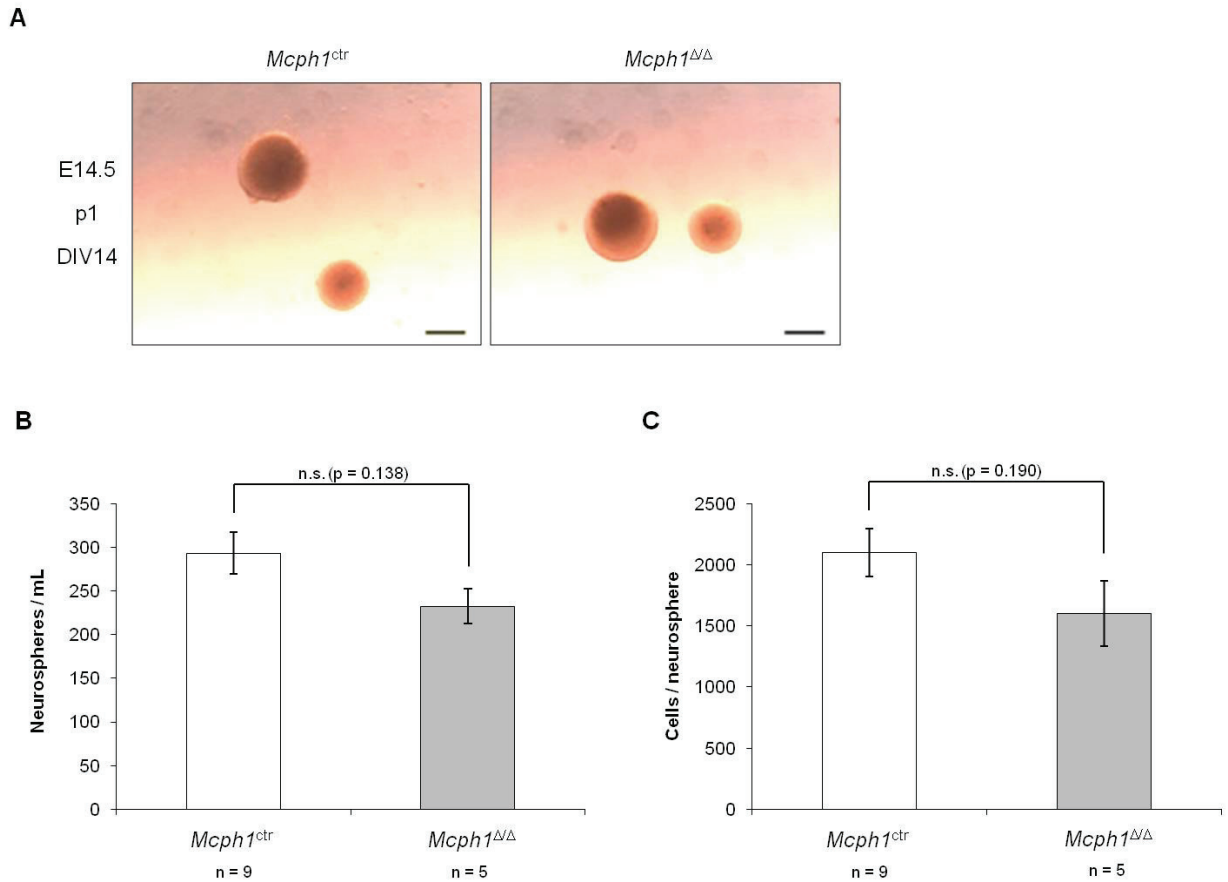 A
Mcph1ctr
Mcph1Δ/Δ
E14.5
p1
DIV14
B
n.s. (p = 0.138)
350
300
250
200
150
100
50
0
Neurospheres / mL
Mcph1ctr
Mcph1Δ/Δ
n = 9
n = 5
C
n.s. (p = 0.190)
2500
2000
1500
1000
500
0
Cells / neurosphere
Mcph1ctr
Mcph1Δ/Δ
n = 9
n = 5